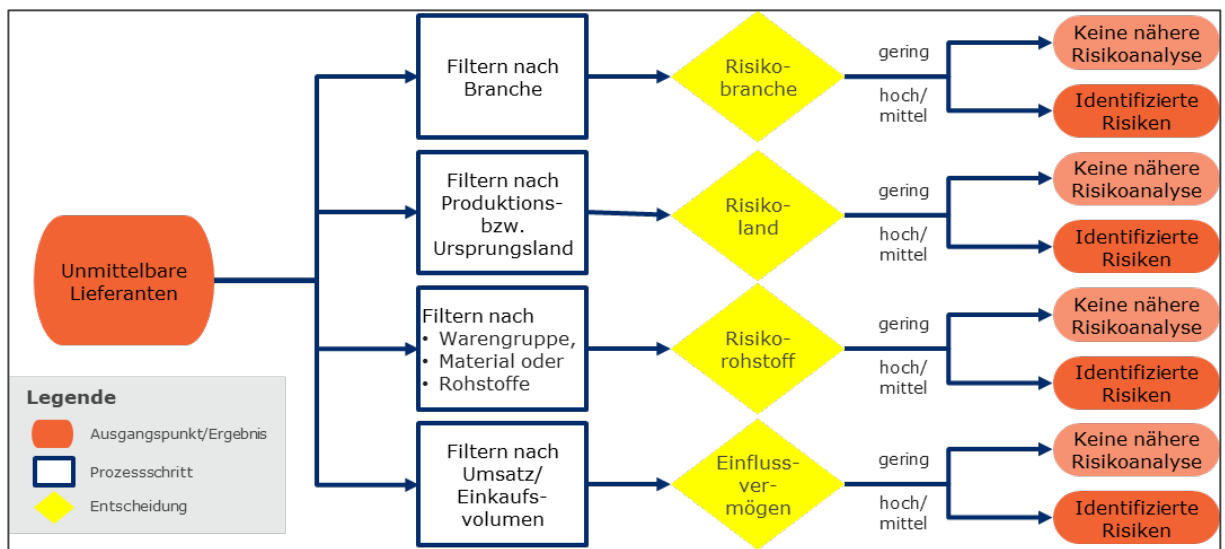 Unmittelbare
Lieferanten
Filtern nach
Branche
Risiko-
branche
gering
hoch/
mittel
Keine nähere
Risikoanalyse
Identifizierte
Risiken
Filtern nach
Produktions-
bzw.
Ursprungsland
Risiko-
land
gering
hoch/
mittel
Keine nähere
Risikoanalyse
Identifizierte
Risiken
Filtern nach
• Warengruppe,
• Material oder
• Rohstoffe
Risiko-
rohstoff
gering
hoch/
mittel
Keine nähere
Risikoanalyse
Identifizierte
Risiken
Filtern nach
Umsatz/
Einkaufs-
volumen
Einfluss-
ver-
mögen
gering
hoch/
mittel
Keine nähere
Risikoanalyse
Identifizierte
Risiken
Legende
Ausgangspunkt/Ergebnis
Prozessschritt
Entscheidung